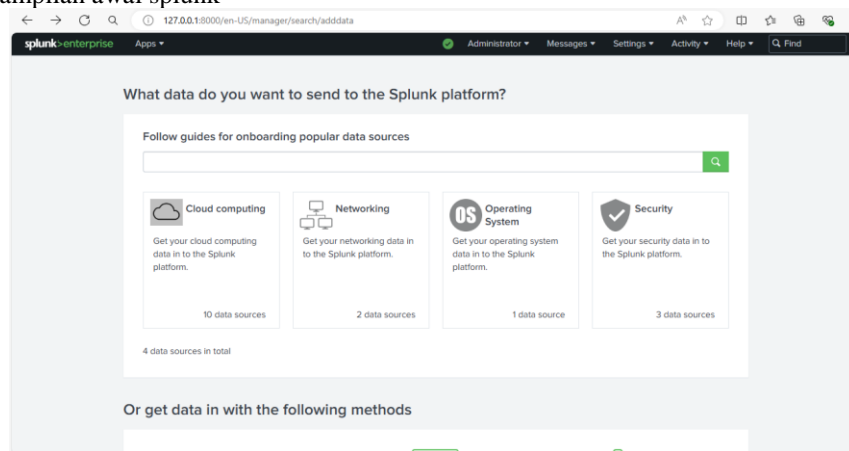 ampilan awal splunk
127.0.0.1:8000/en-US/manager/search/adddata
splunk>enterprise Apps Administrator Messages Settings Activity Help Find
What data do you want to send to the Splunk platform?
Follow guides for onboarding popular data sources
Cloud computing
Get your cloud computing
data in to the Splunk
platform.
10 data sources
Networking
Get your networking data in
to the Splunk platform.
2 data sources
OS
Operating
System
Get your operating system
data in to the Splunk
platform.
1 data source
Security
Get your security data in to
the Splunk platform.
3 data sources
4 data sources in total
Or get data in with the following methods